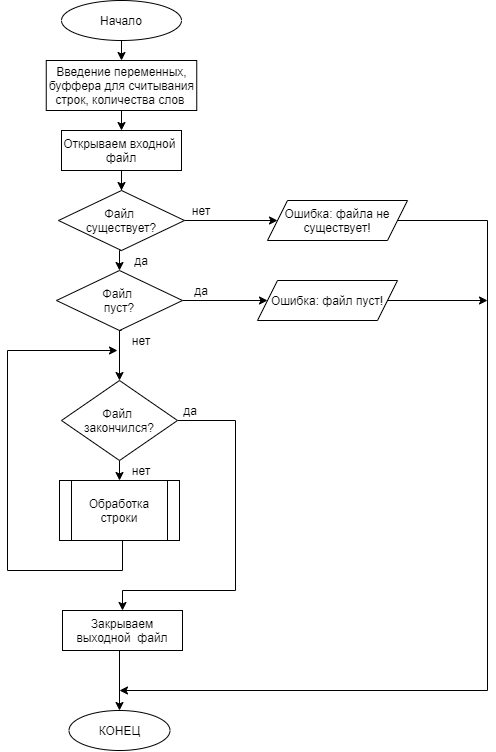 Начало
Введение переменных,
буффера для считывания
строк, количества слов
Открываем входной
файл
Файл
существует?
нет
Ошибка: файла не
существует!
да
Файл
пуст?
да
Ошибка: файл пуст!
нет
Файл
закончился?
да
нет
Обработка
строки
Закрываем
выходной файл
КОНЕЦ